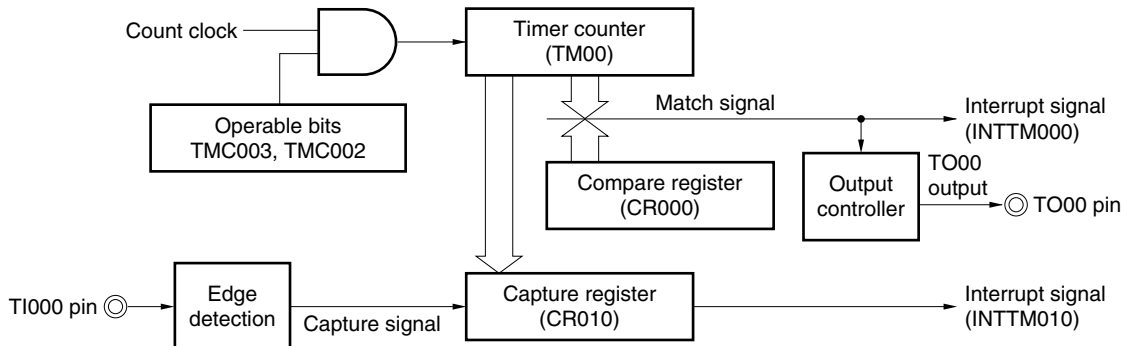 Count clock
Timer counter
(TM00)
Operable bits
TMC003, TMC002
Match signal
Interrupt signal
(INTTM000)
Compare register
(CR000)
Output
controller
TO00
output
TO00 pin
TI000 pin
Edge
detection
Capture signal
Capture register
(CR010)
Interrupt signal
(INTTM010)